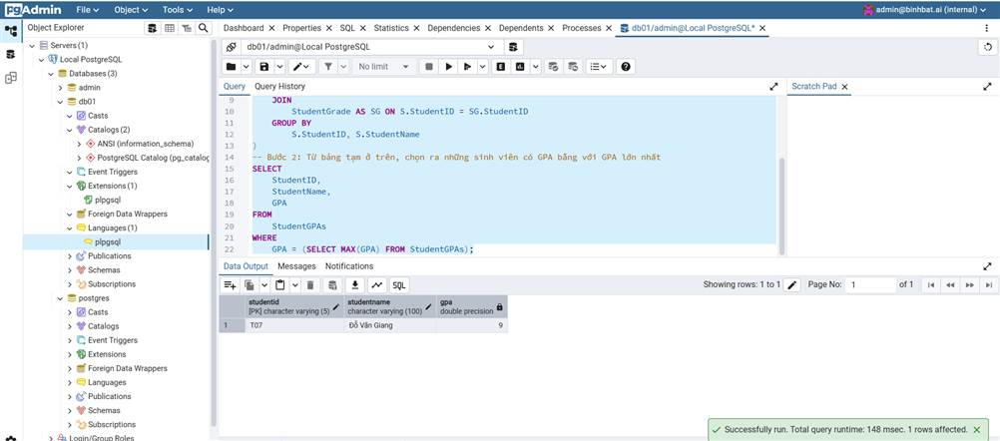 pgAdmin File Object Tools Help admin@binhbat.ai (internal)
Object Explorer
Dashboard Properties SQL Statistics Dependencies Dependents Processes db01/admin@Local PostgreSQL*
Servers (1)
Local PostgreSQL
Databases (3)
admin
db01
Casts
Catalogs (2)
ANSI (information_schema)
PostgreSQL Catalog (pg_catalog
Event Triggers
Extensions (1)
plpgsql
Foreign Data Wrappers
Languages (1)
plpgsql
Publications
Schemas
Subscriptions
postgres
Casts
Catalogs
Event Triggers
Extensions
Foreign Data Wrappers
Languages
Publications
Schemas
Subscriptions
Login/Group Roles
db01/admin@Local PostgreSQL
No limit
E
Query Query History
Scratch Pad
9 JOIN
10 StudentGrade AS SG ON S.StudentID = SG.StudentID
11 GROUP BY
12 S.StudentID, S.StudentName
13 )
14 -- Bước 2: Từ bảng tạm ở trên, chọn ra những sinh viên có GPA bằng với GPA lớn nhất
15 SELECT
16 StudentID,
17 StudentName,
18 GPA
19 FROM
20 StudentGPAs
21 WHERE
22 GPA = (SELECT MAX(GPA) FROM StudentGPAs);
Data Output Messages Notifications
SQL Showing rows: 1 to 1 Page No: 1 of 1
studentid studentname gpa
[PK] character varying (5) character varying (100) double precision
1 T07 Đỗ Văn Giang 9
Successfully run. Total query runtime: 148 msec. 1 rows affected.